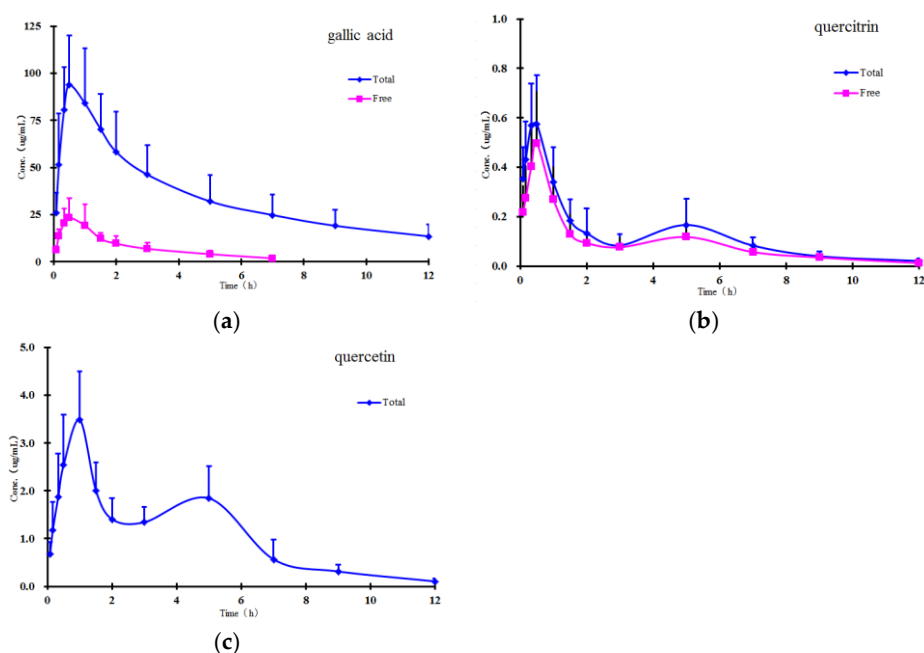 gallic acid
Total
Free
125
100
75
50
25
0
0 2 4 6 8 10 12
Conc.(ug/mL)
Time(h)
(a)
quercitrin
Total
Free
1.0
0.8
0.6
0.4
0.2
0.0
0 2 4 6 8 10 12
Conc.(ug/mL)
Time(h)
(b)
quercetin
Total
5.0
4.0
3.0
2.0
1.0
0.0
0 2 4 6 8 10 12
Conc.(ug/mL)
Time(h)
(c)